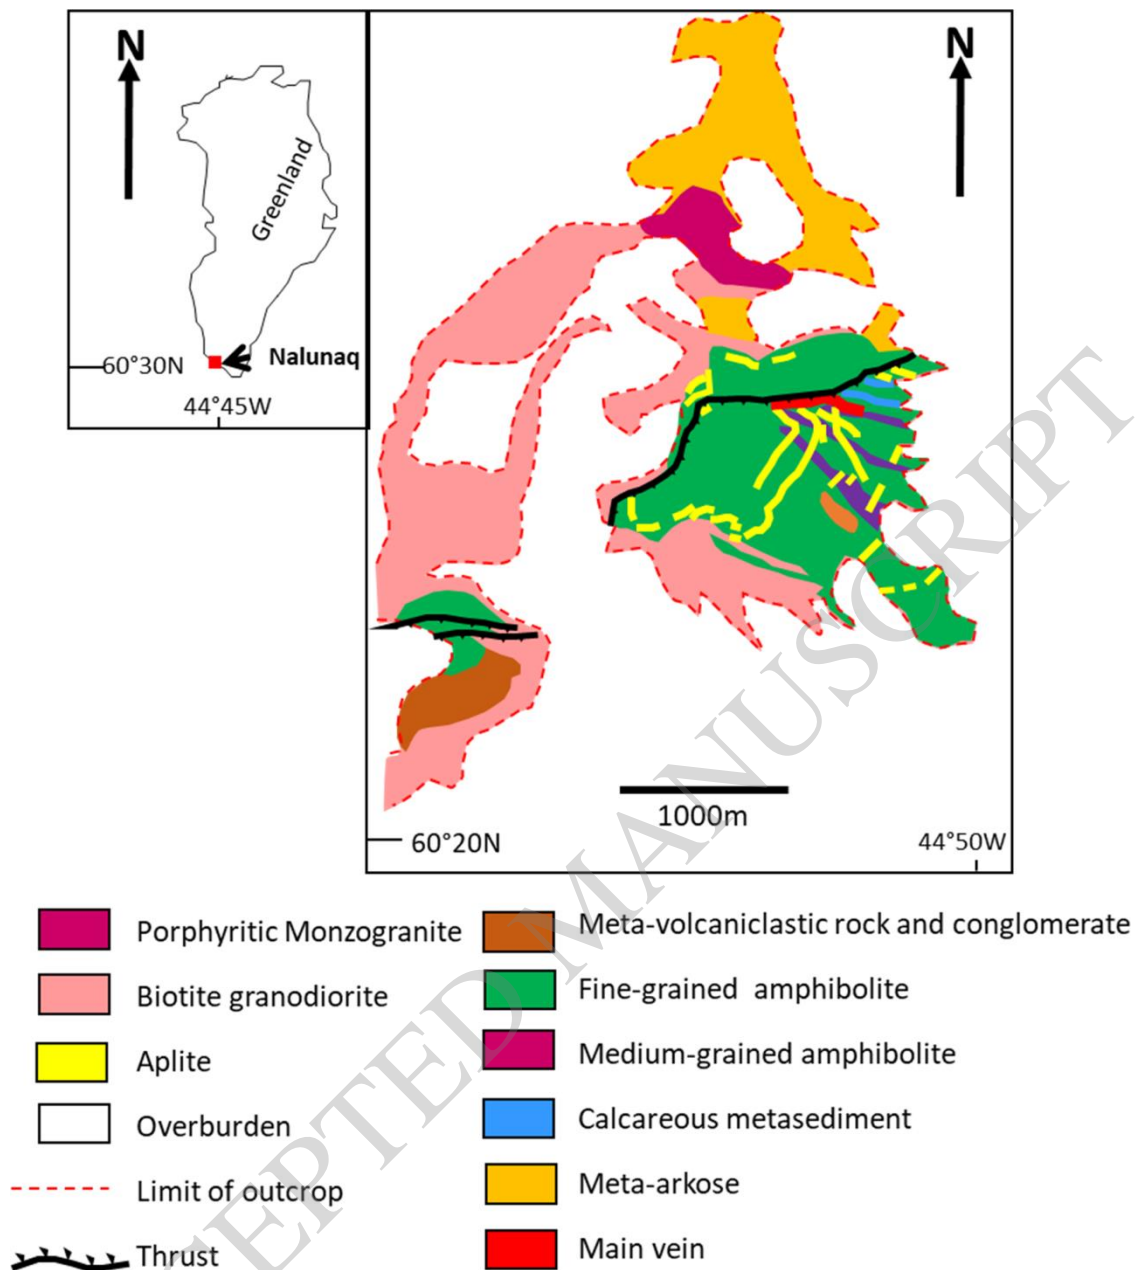 N
Greenland
Nalunaq
60°30N
44°45W
N
1000m
60°20N
44°50W
Porphyritic Monzogranite
Biotite granodiorite
Aplite
Overburden
Limit of outcrop
Thrust
Meta-volcaniclastic rock and conglomerate
Fine-grained amphibolite
Medium-grained amphibolite
Calcareous metasediment
Meta-arkose
Main vein
CEPTED MANUSCRIPT